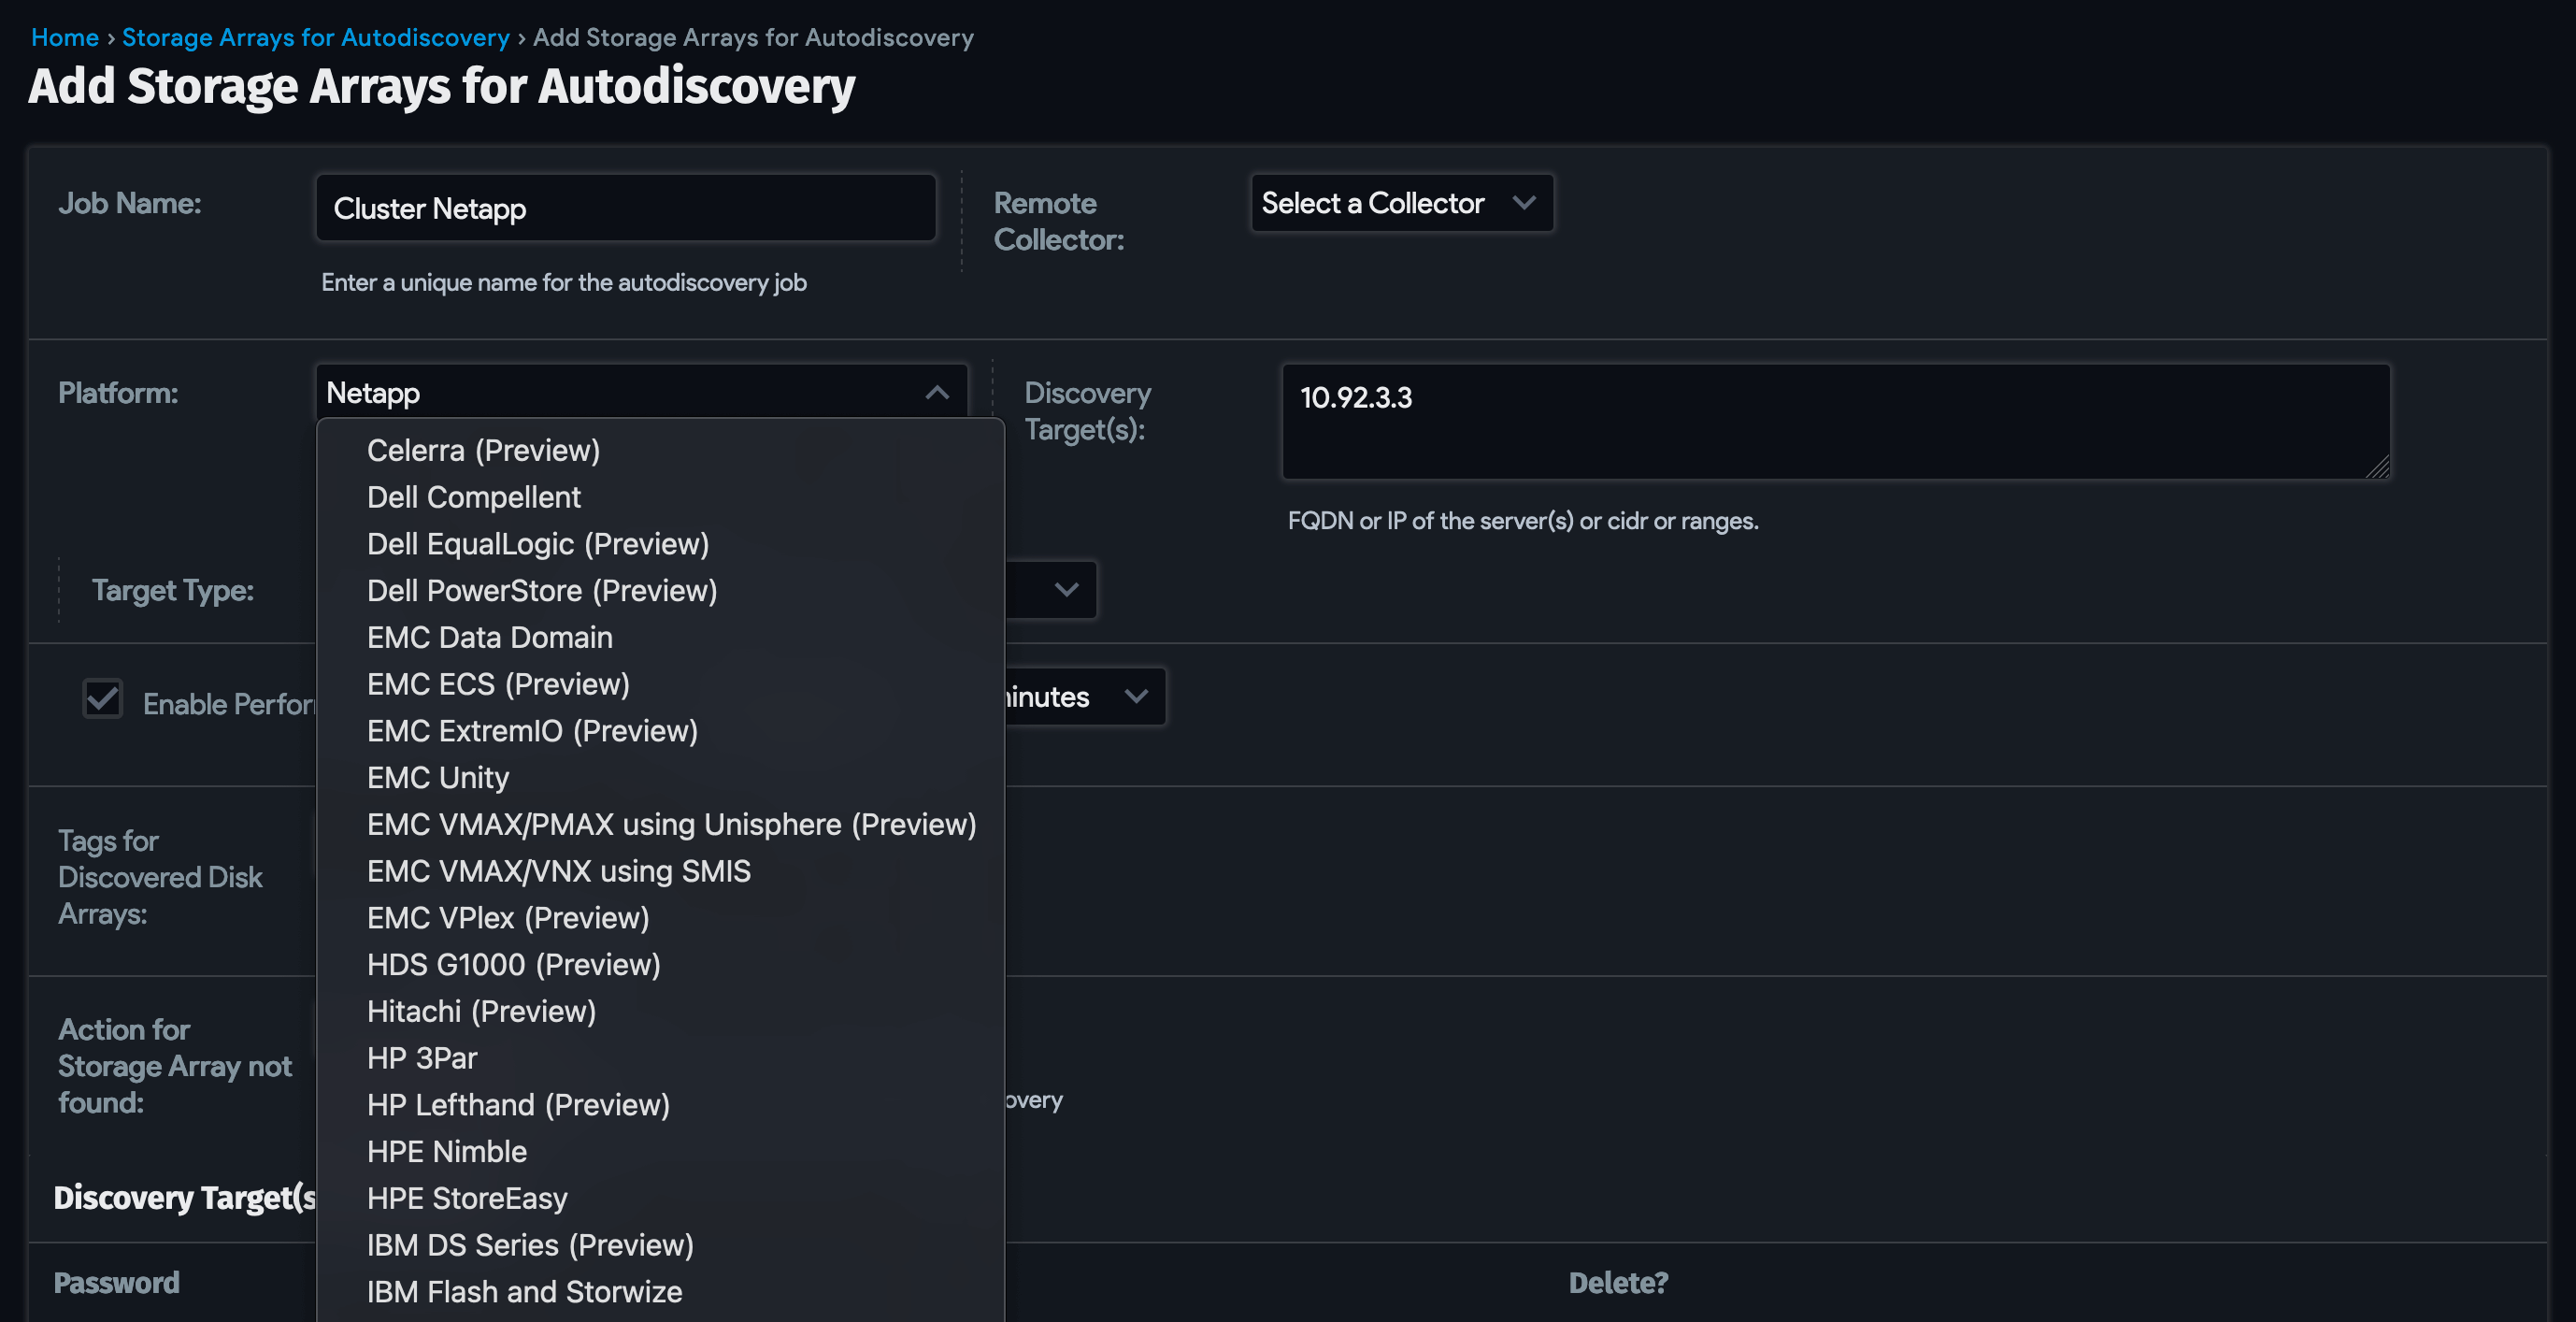 Home › Storage Arrays for Autodiscovery › Add Storage Arrays for Autodiscovery
Add Storage Arrays for Autodiscovery
Job Name:
Cluster Netapp
Enter a unique name for the autodiscovery job
Remote
Collector:
Select a Collector
Platform:
Netapp
Discovery
Target(s):
10.92.3.3
FQDN or IP of the server(s) or cidr or ranges.
Celerra (Preview)
Dell Compellent
Dell EqualLogic (Preview)
Dell PowerStore (Preview)
EMC Data Domain
EMC ECS (Preview)
EMC ExtremIO (Preview)
EMC Unity
EMC VMAX/PMAX using Unisphere (Preview)
EMC VMAX/VNX using SMIS
EMC VPlex (Preview)
HDS G1000 (Preview)
Hitachi (Preview)
HP 3Par
HP Lefthand (Preview)
HPE Nimble
HPE StoreEasy
IBM DS Series (Preview)
IBM Flash and Storwize
Target Type:
Enable Perfor
inutes
Tags for
Discovered Disk
Arrays:
Action for
Storage Array not
found:
overy
Discovery Target(s
Password
Delete?